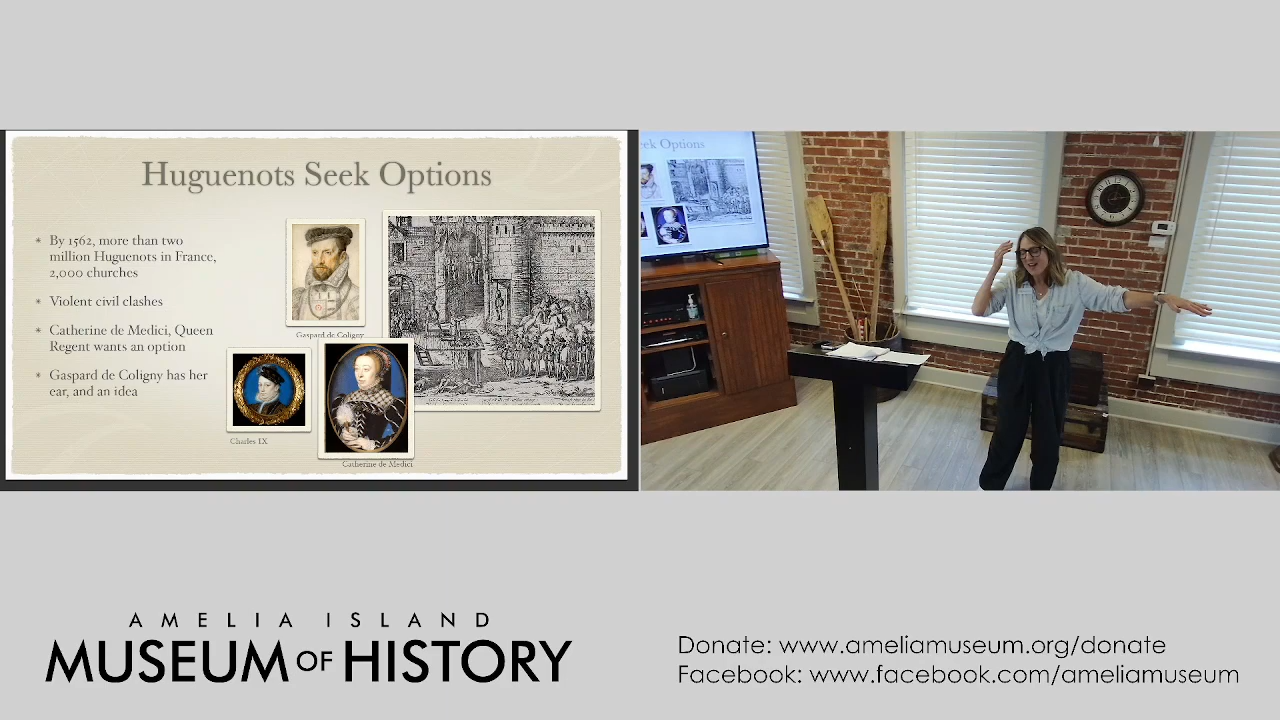 Huguenots Seek Options
* By 1562, more than two
million Huguenots in France,
2,000 churches
* Violent civil clashes
* Catherine de Medici, Queen
Regent wants an option
* Gaspard de Coligny has her
ear, and an idea
Gaspard de Coligny
Charles IX
Catherine de Medici
ek Options
AMELIA ISLAND
MUSEUM OF HISTORY
Donate: www.ameliamuseum.org/donate
Facebook: www.facebook.com/ameliamuseum